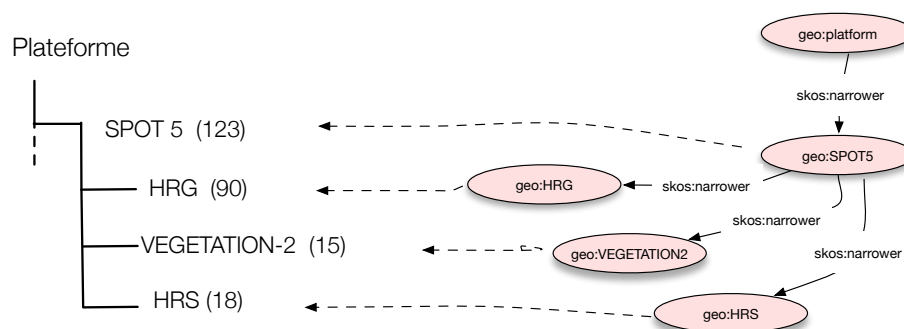 Plateforme
SPOT 5 (123)
HRG (90)
VEGETATION-2 (15)
HRS (18)
geo:platform
skos:narrower
geo:SPOT5
skos:narrower
geo:HRG
skos:narrower
geo:VEGETATION2
skos:narrower
geo:HRS